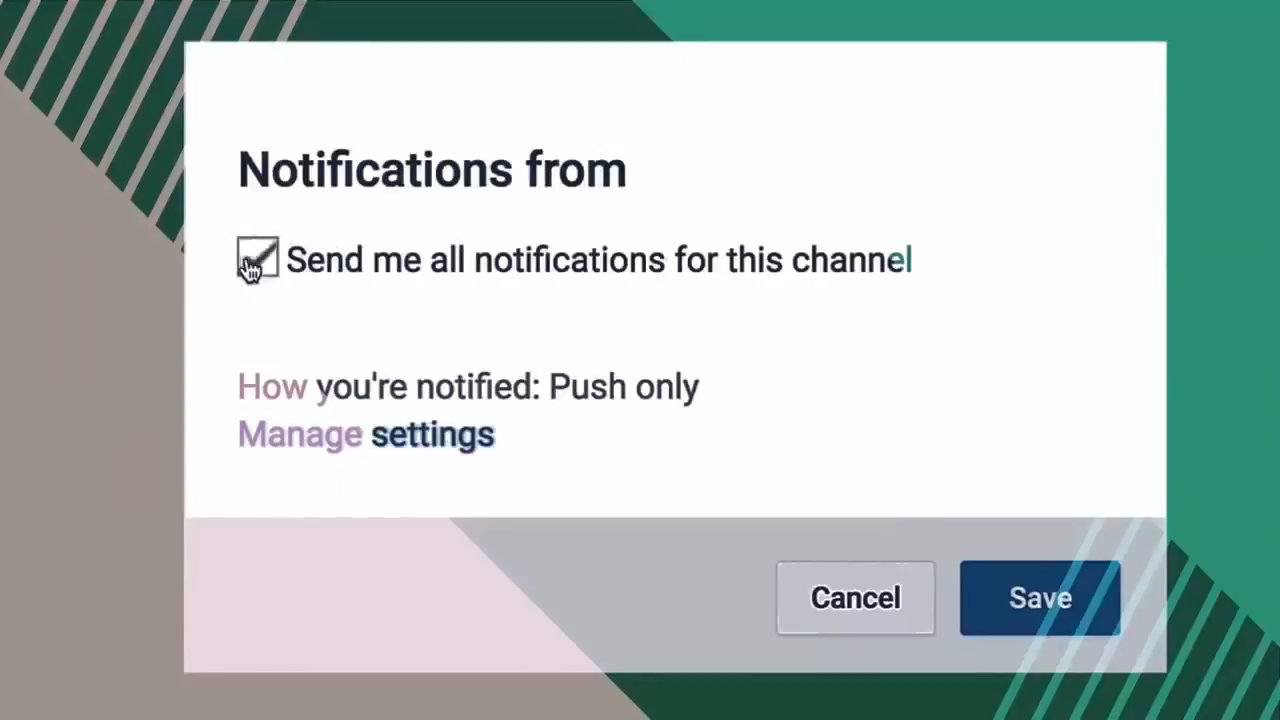 Notifications from
Send me all notifications for this channel
How you're notified: Push only
Manage settings
Cancel
Save